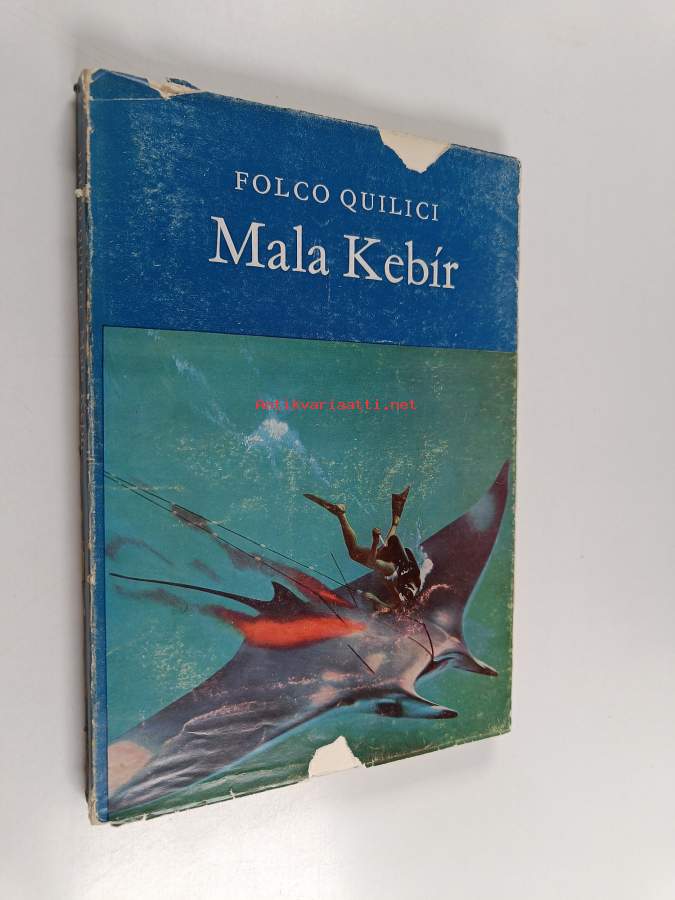 FOLCO QUILICI
Mala Kebír
Antikvariaatti.net